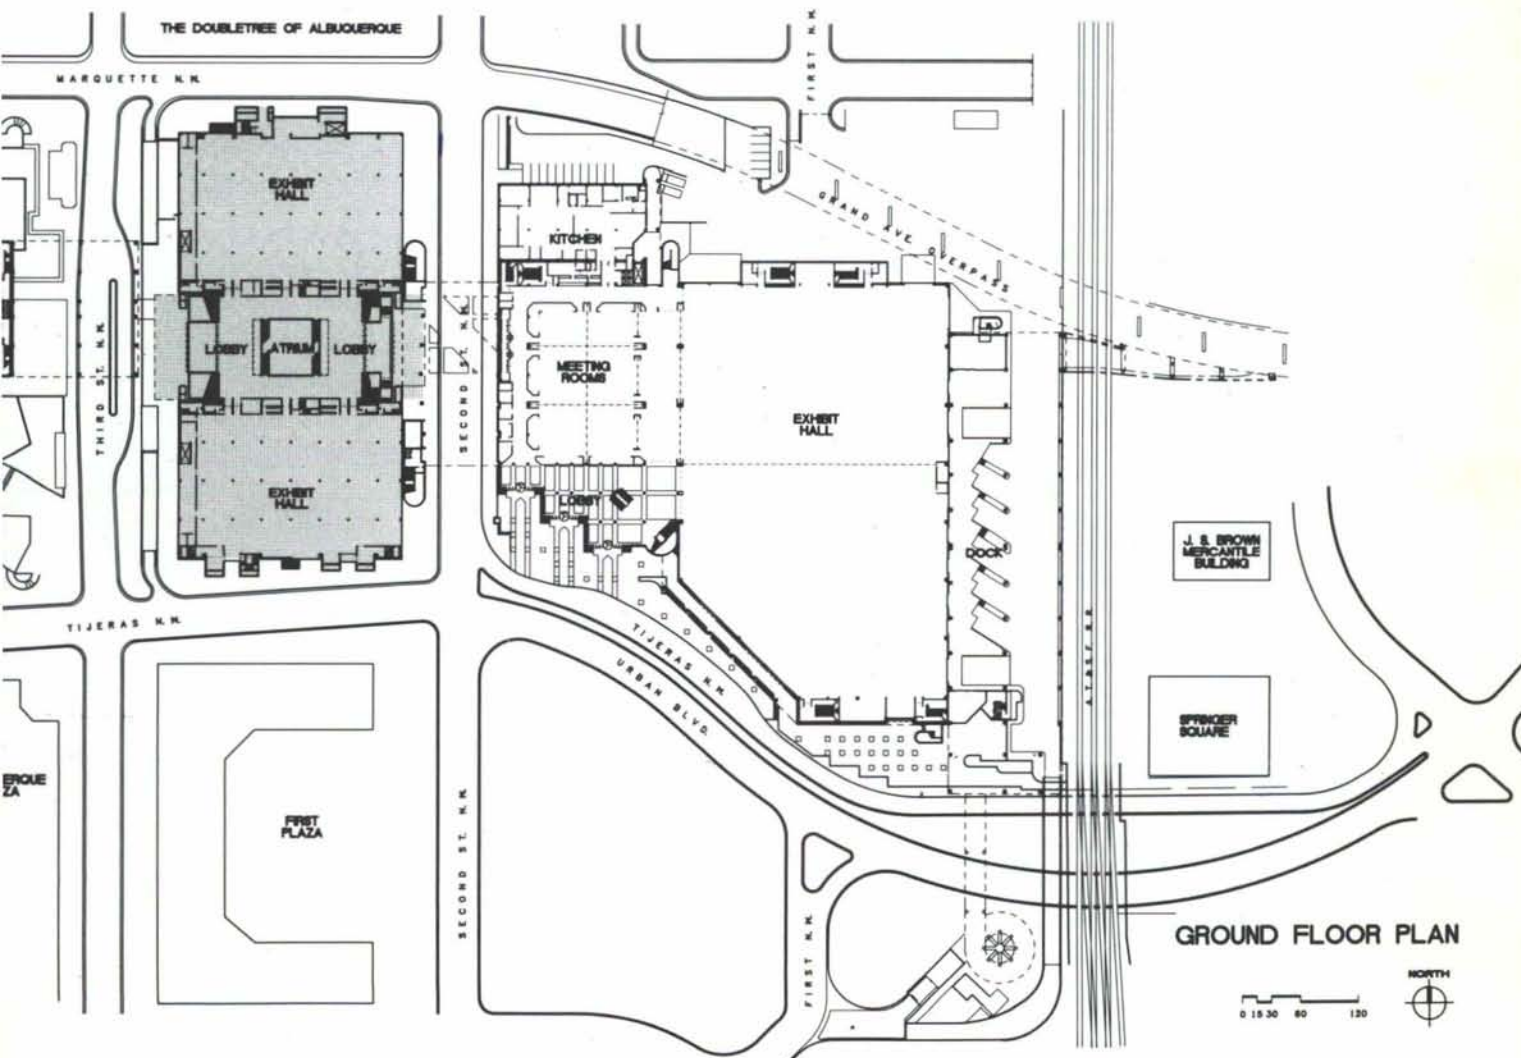 THE DOUBLETREE OF ALBUQUERQUE
MARQUETTE N.W.
FIRST N.W.
EXHIBIT
HALL
GRAND AVE. OVERPASS
KITCHEN
THIRD ST. N.W.
LOBBY
ATRIUM
LOBBY
SECOND ST. N.W.
MEETING
ROOMS
EXHIBIT
HALL
EXHIBIT
HALL
LOBBY
DOCK
J. S. BROWN
MERCANTILE
BUILDING
TIJERAS N.W.
TIJERAS N.W.
URBAN BLVD.
A.T.&S.F. R.R.
SPRINGER
SQUARE
ERQUE
ZA
FIRST
PLAZA
SECOND ST. N.W.
FIRST N.W.
GROUND FLOOR PLAN
NORTH
0 15 30 60 120